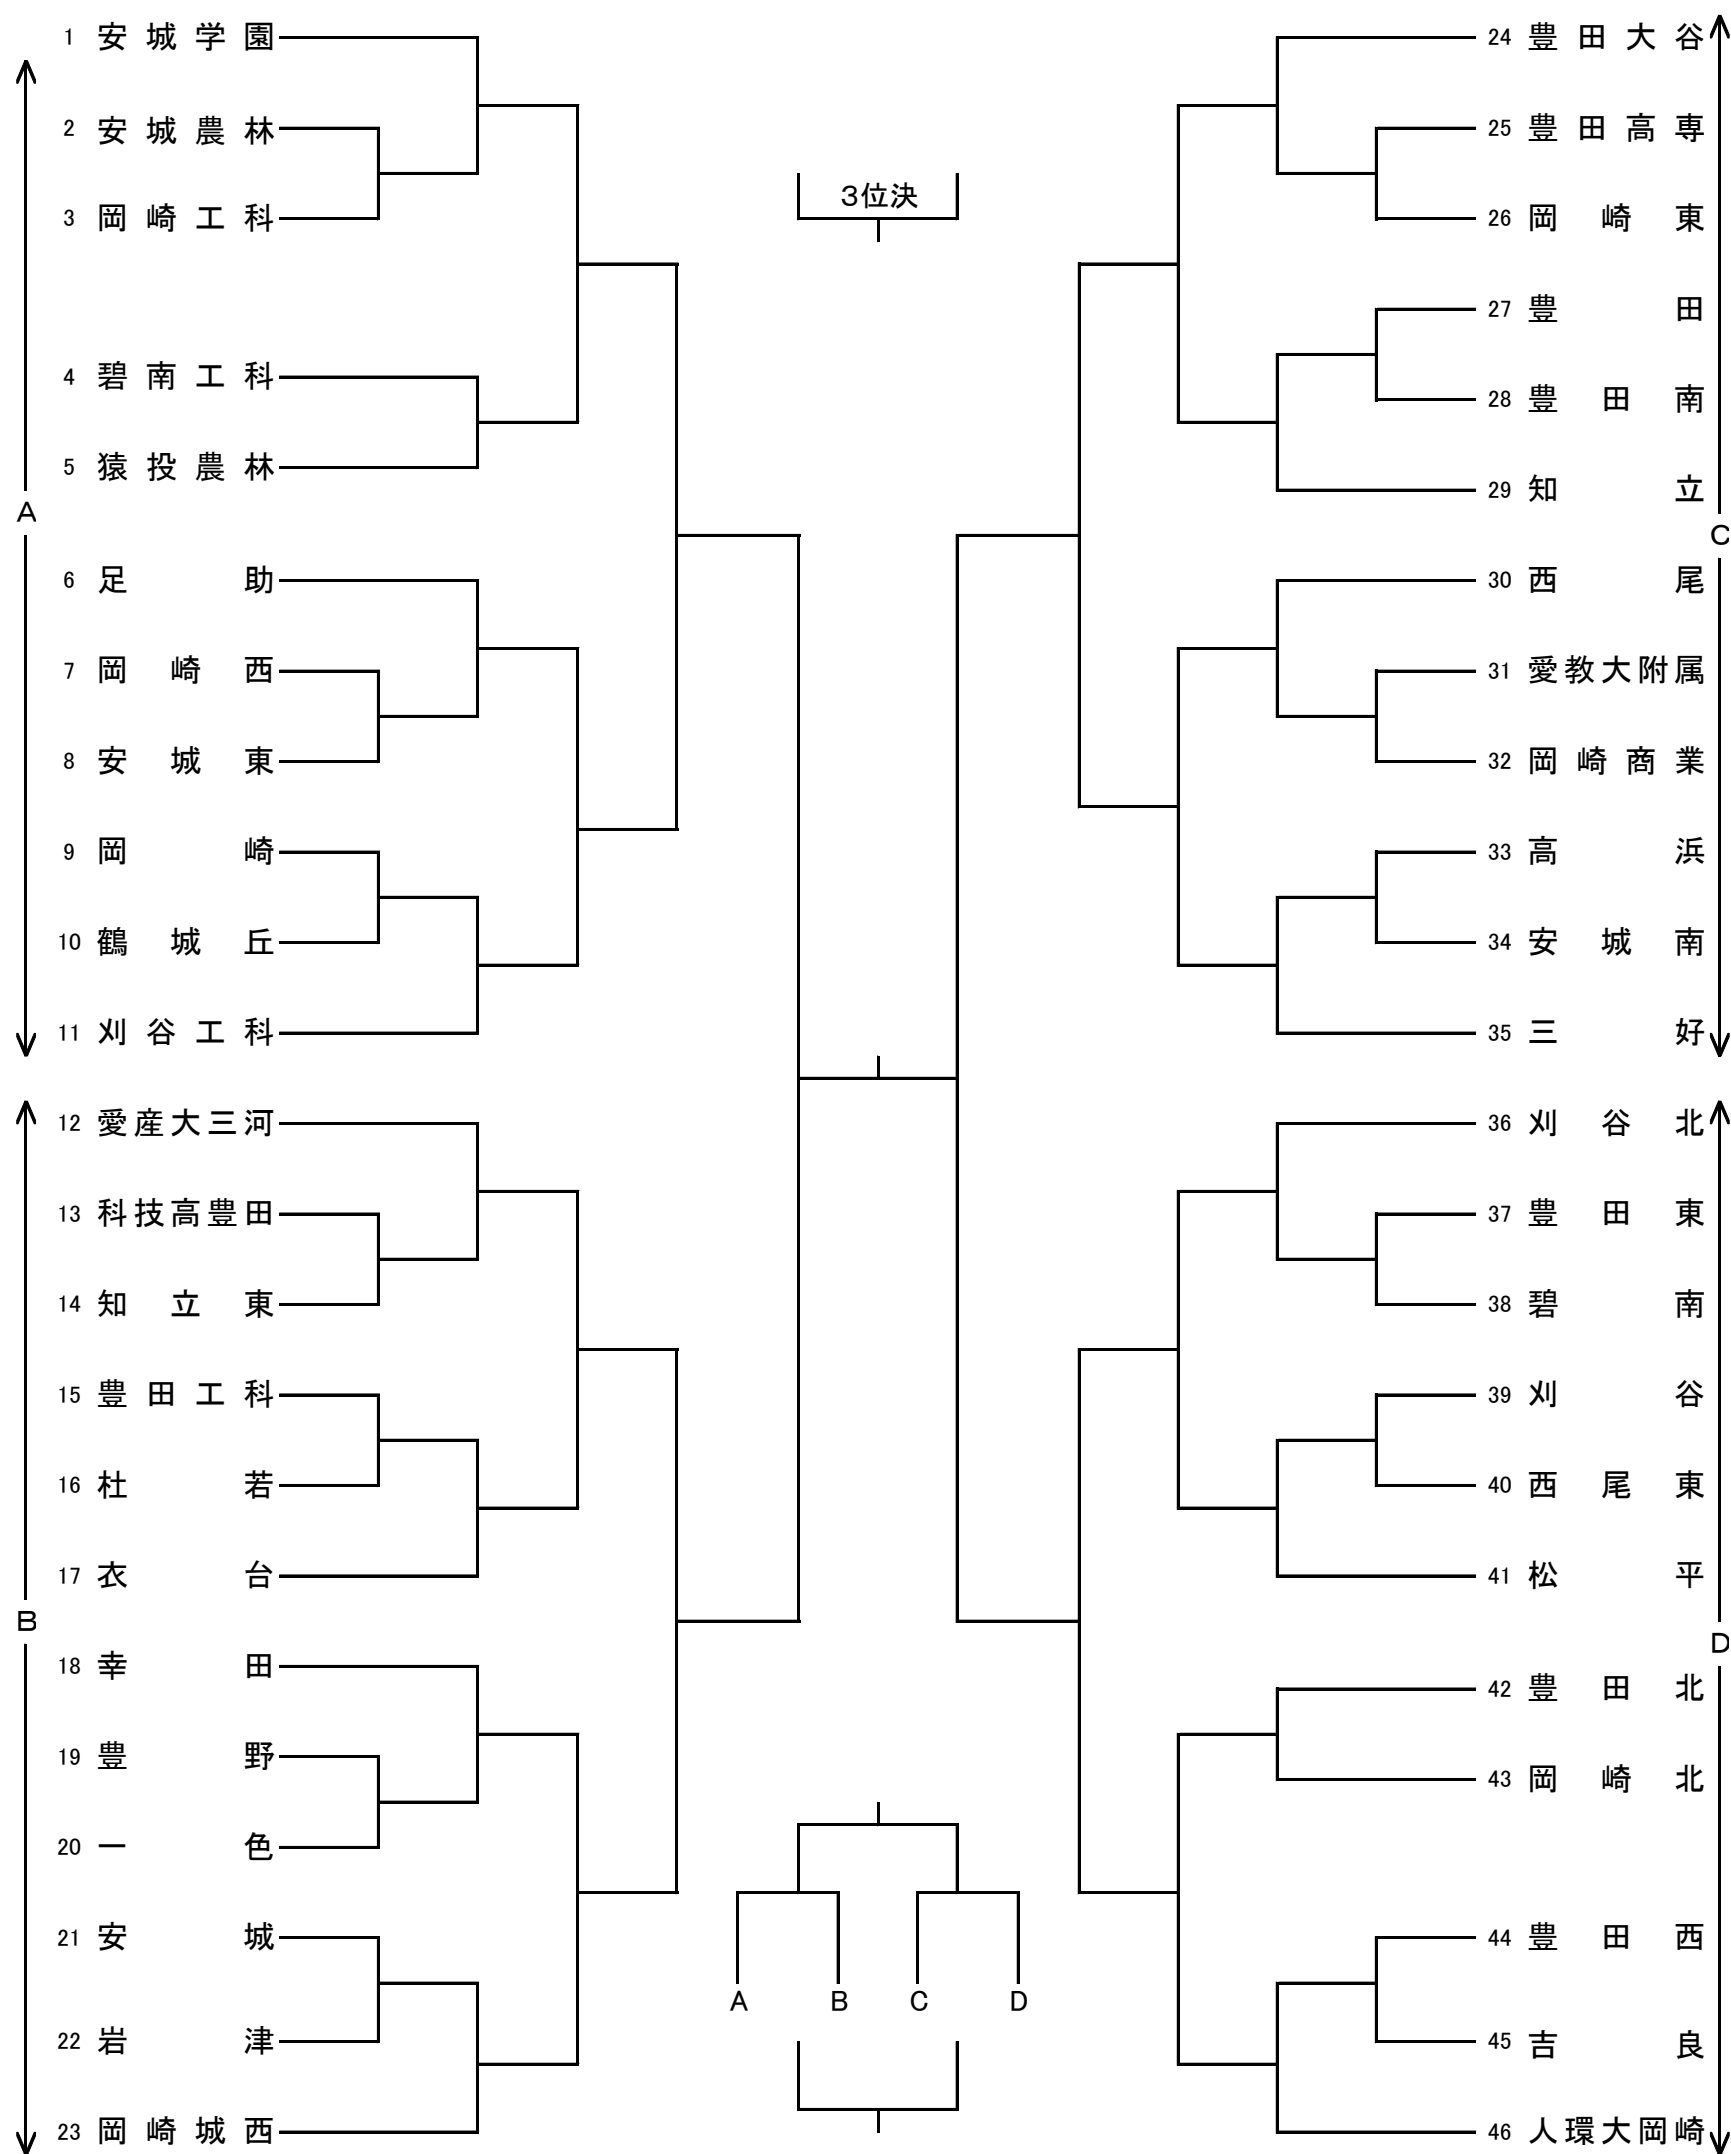 1 安城学園
2 安城農林
3 岡崎工科
4 碧南工科
5 猿投農林
A
6 足助
7 岡崎西
8 安城東
9 岡崎
10 鶴城丘
11 刈谷工科
12 愛産大三河
13 科技高豊田
14 知立東
15 豊田工科
16 杜若
17 衣台
B
18 幸田
19 豊野
20 一色
21 安城
22 岩津
23 岡崎城西
3位決
A B C D
24 豊田大谷
25 豊田高専
26 岡崎東
27 豊田
28 豊田南
29 知立
C
30 西尾
31 愛教大附属
32 岡崎商業
33 高浜
34 安城南
35 三好
36 刈谷北
37 豊田東
38 碧南
39 刈谷
40 西尾東
41 松平
D
42 豊田北
43 岡崎北
44 豊田西
45 吉良
46 人環大岡崎